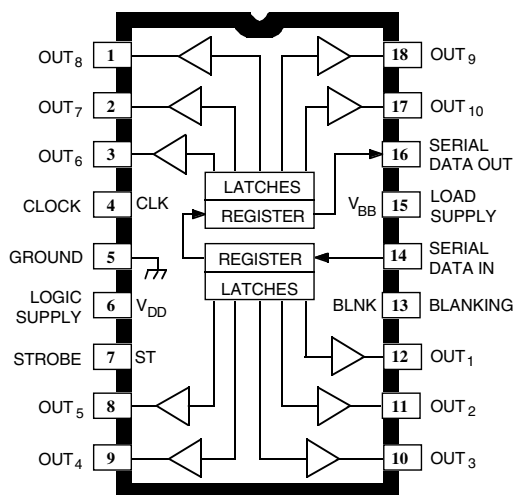 OUT8 1 18 OUT9
OUT7 2 17 OUT10
OUT6 3 16 SERIAL DATA OUT
LATCHES
CLOCK 4 CLK REGISTER VBB 15 LOAD SUPPLY
GROUND 5 REGISTER 14 SERIAL DATA IN
LATCHES
LOGIC SUPPLY 6 VDD BLNK 13 BLANKING
STROBE 7 ST 12 OUT1
OUT5 8 11 OUT2
OUT4 9 10 OUT3